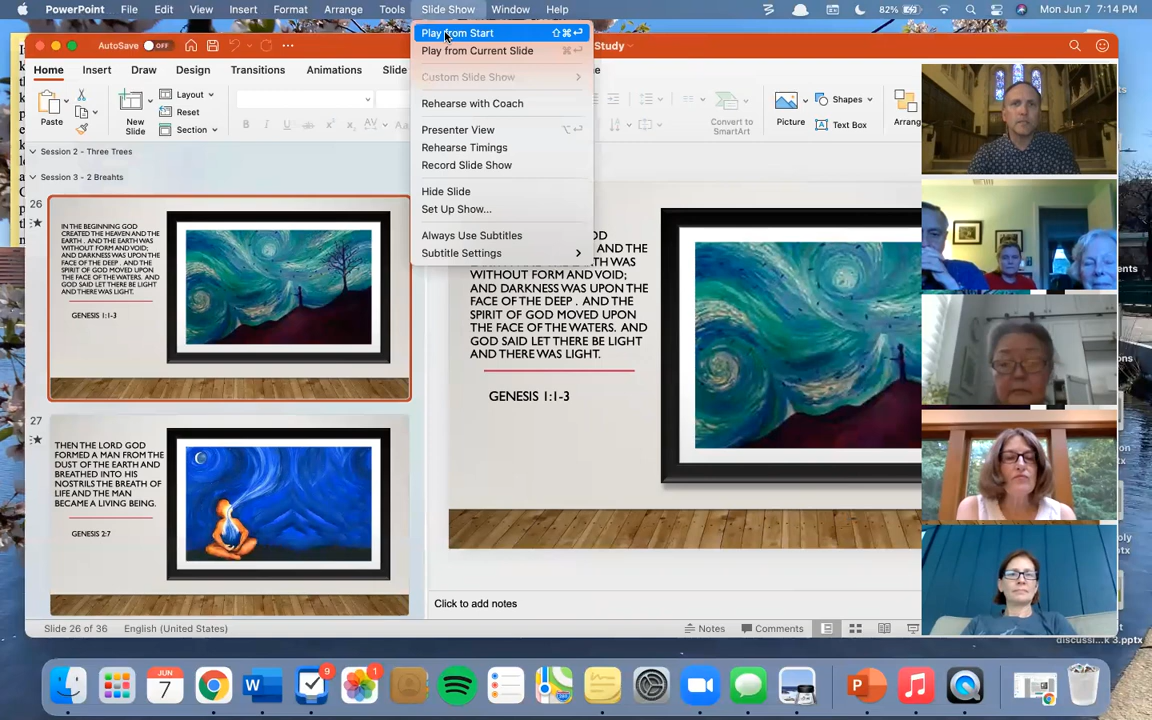 PowerPoint File Edit View Insert Format Arrange Tools Slide Show Window Help 82% Mon Jun 7 7:14 PM
AutoSave OFF Study
Home Insert Draw Design Transitions Animations Slide
Paste New Slide Layout Reset Section
Convert to SmartArt Picture Shapes Text Box Arrang
Play from Start
Play from Current Slide
Custom Slide Show
Rehearse with Coach
Presenter View
Rehearse Timings
Record Slide Show
Hide Slide
Set Up Show...
Always Use Subtitles
Subtitle Settings
Session 2 - Three Trees
Session 3 - 2 Breahts
26
IN THE BEGINNING GOD
CREATED THE HEAVEN AND THE
EARTH . AND THE EARTH WAS
WITHOUT FORM AND VOID;
AND DARKNESS WAS UPON THE
FACE OF THE DEEP . AND THE
SPIRIT OF GOD MOVED UPON
THE FACE OF THE WATERS. AND
GOD SAID LET THERE BE LIGHT
AND THERE WAS LIGHT.
GENESIS 1:1-3
27
THEN THE LORD GOD
FORMED A MAN FROM THE
DUST OF THE EARTH AND
BREATHED INTO HIS
NOSTRILS THE BREATH OF
LIFE AND THE MAN
BECAME A LIVING BEING.
GENESIS 2:7
OD
AND THE
WITHOUT FORM AND VOID;
AND DARKNESS WAS UPON THE
FACE OF THE DEEP . AND THE
SPIRIT OF GOD MOVED UPON
THE FACE OF THE WATERS. AND
GOD SAID LET THERE BE LIGHT
AND THERE WAS LIGHT.
GENESIS 1:1-3
Click to add notes
Slide 26 of 36 English (United States) Notes Comments
JUN
7
9
1